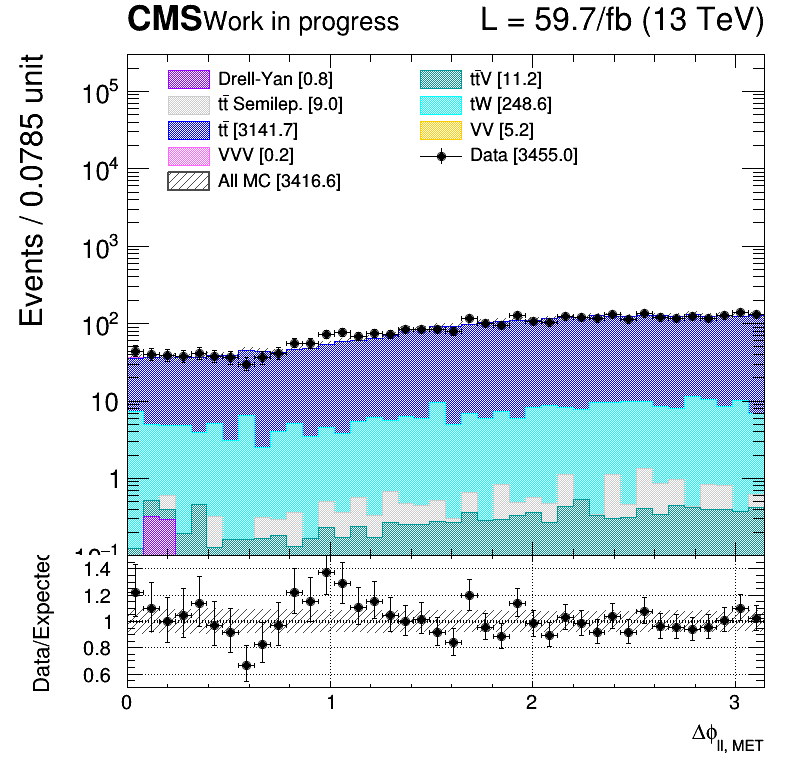 CMS Work in progress L = 59.7/fb (13 TeV)
Events / 0.0785 unit
Drell-Yan [0.8]
tt̄ Semilep. [9.0]
tt̄ [3141.7]
VVV [0.2]
All MC [3416.6]
tt̄V [11.2]
tW [248.6]
VV [5.2]
Data [3455.0]
10⁵
10⁴
10³
10²
10
1
10⁻¹
Data/Expected
1.4
1.2
1
0.8
0.6
0 1 2 3
Δϕ_ll, MET